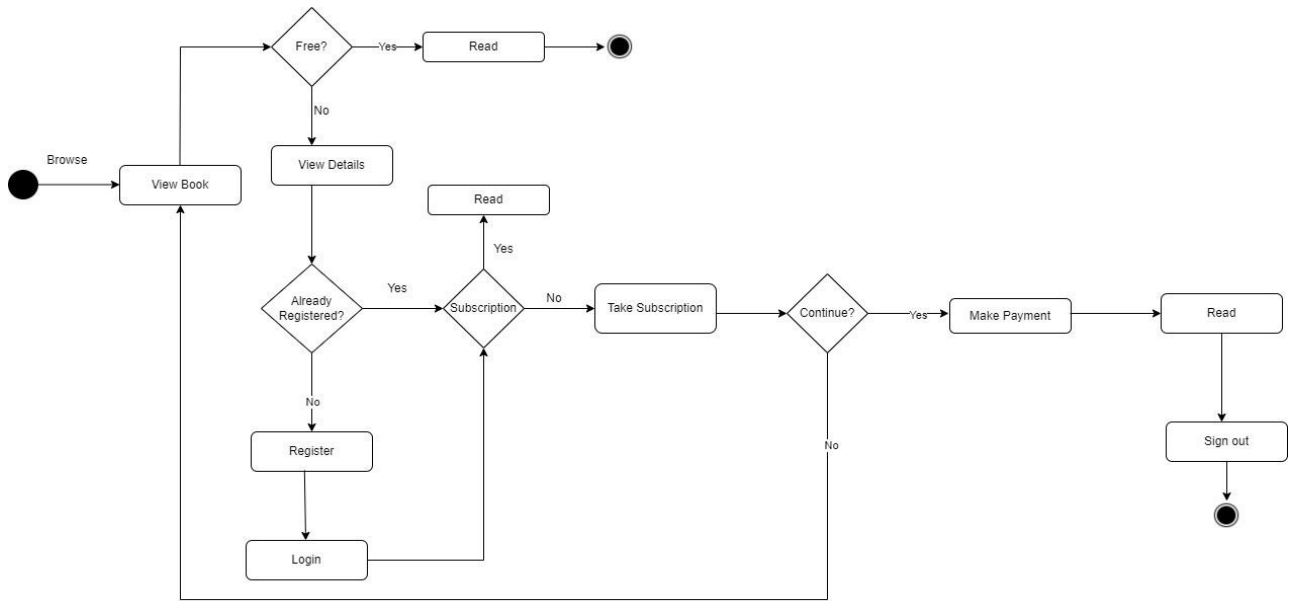 Free?
Yes
Read
No
Browse
View Details
View Book
Read
Yes
Already
Registered?
Yes
Subscription
No
Take Subscription
Continue?
Yes
Make Payment
Read
No
Register
No
Sign out
Login